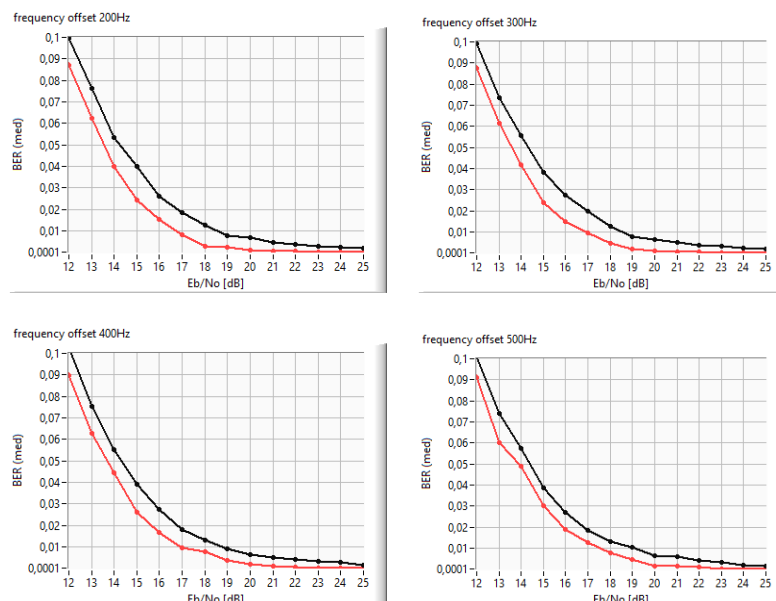 frequency offset 200Hz
0,1
0,09
0,08
0,07
0,06
0,05
0,04
0,03
0,02
0,01
0,0001
BER (med)
12 13 14 15 16 17 18 19 20 21 22 23 24 25
Eb/No [dB]
frequency offset 300Hz
0,1
0,09
0,08
0,07
0,06
0,05
0,04
0,03
0,02
0,01
0,0001
BER (med)
12 13 14 15 16 17 18 19 20 21 22 23 24 25
Eb/No [dB]
frequency offset 400Hz
0,1
0,09
0,08
0,07
0,06
0,05
0,04
0,03
0,02
0,01
0,0001
BER (med)
12 13 14 15 16 17 18 19 20 21 22 23 24 25
Eb/No [dB]
frequency offset 500Hz
0,1
0,09
0,08
0,07
0,06
0,05
0,04
0,03
0,02
0,01
0,0001
BER (med)
12 13 14 15 16 17 18 19 20 21 22 23 24 25
Eb/No [dB]